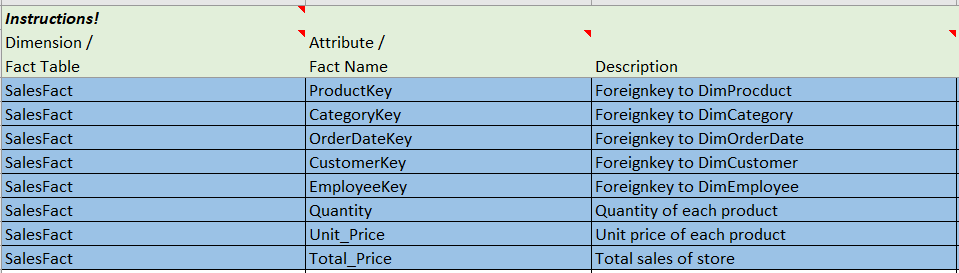 Instructions!
Dimension / Attribute /
Fact Table Fact Name Description
SalesFact ProductKey Foreignkey to DimProcduct
SalesFact CategoryKey Foreignkey to DimCategory
SalesFact OrderDateKey Foreignkey to DimOrderDate
SalesFact CustomerKey Foreignkey to DimCustomer
SalesFact EmployeeKey Foreignkey to DimEmployee
SalesFact Quantity Quantity of each product
SalesFact Unit_Price Unit price of each product
SalesFact Total_Price Total sales of store